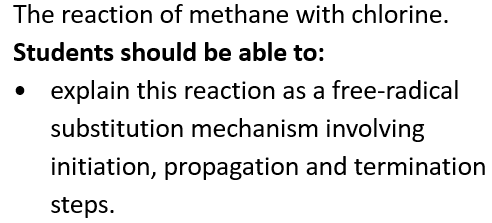 The reaction of methane with chlorine.
Students should be able to:
• explain this reaction as a free-radical
substitution mechanism involving
initiation, propagation and termination
steps.